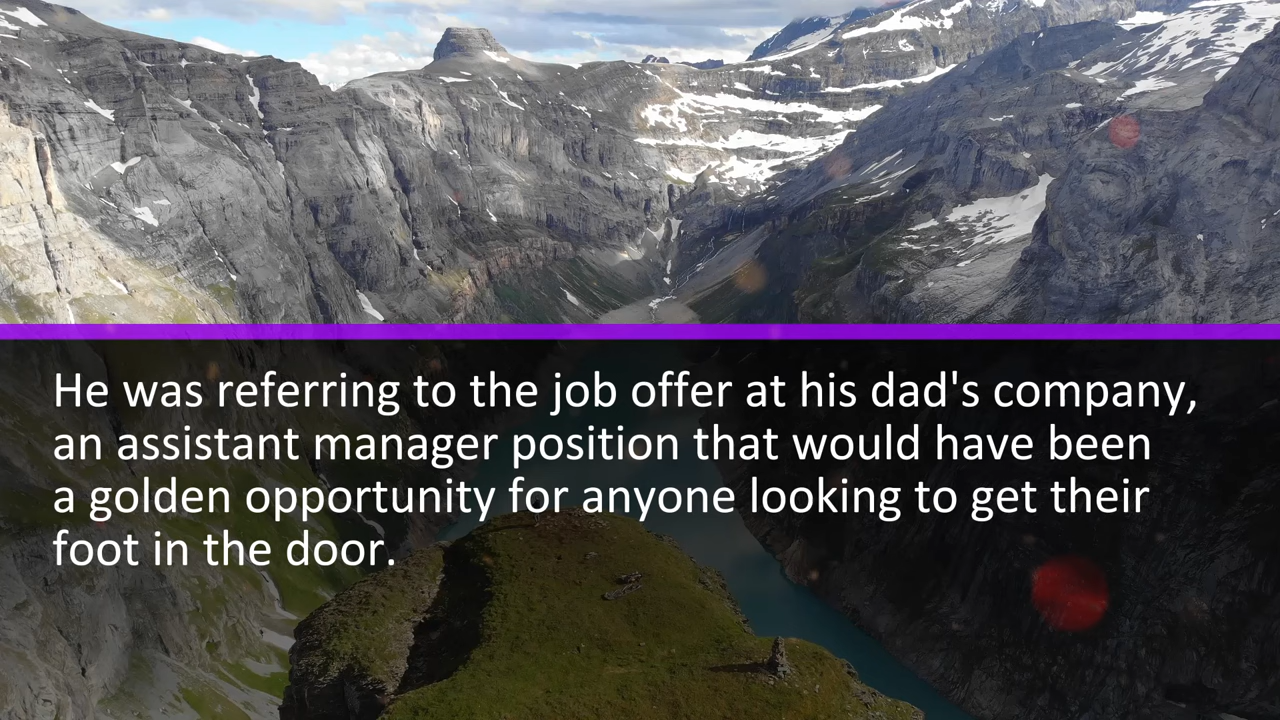 He was referring to the job offer at his dad's company,
an assistant manager position that would have been
a golden opportunity for anyone looking to get their
foot in the door.